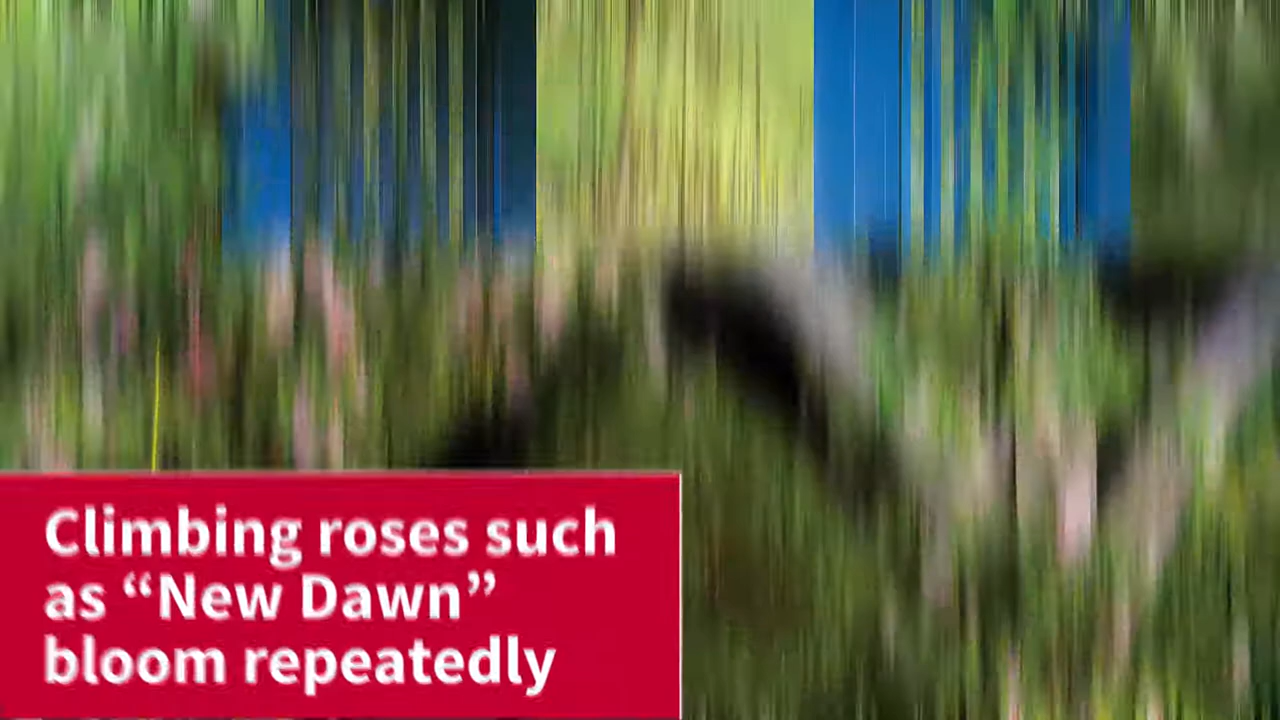 Climbing roses such
as “New Dawn”
bloom repeatedly